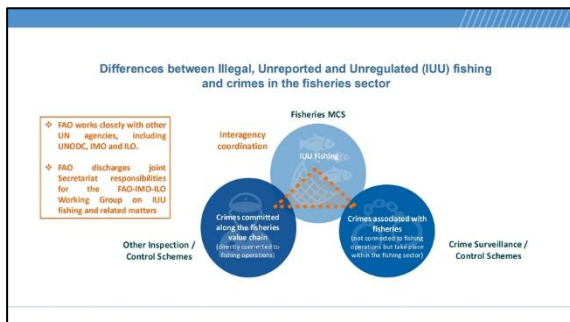 Differences between Illegal, Unreported and Unregulated (IUU) fishing
and crimes in the fisheries sector
❖ FAO works closely with other
UN agencies, including
UNODC, IMO and ILO.
❖ FAO discharges joint
Secretariat responsibilities
for the FAO-IMO-ILO
Working Group on IUU
fishing and related matters
Fisheries MCS
Interagency
coordination
IUU Fishing
Crimes committed
along the fisheries
value chain
(directly connected to
fishing operations)
Other Inspection /
Control Schemes
Crimes associated with
fisheries
(not connected to fishing
operations but take place
within the fishing sector)
Crime Surveillance /
Control Schemes